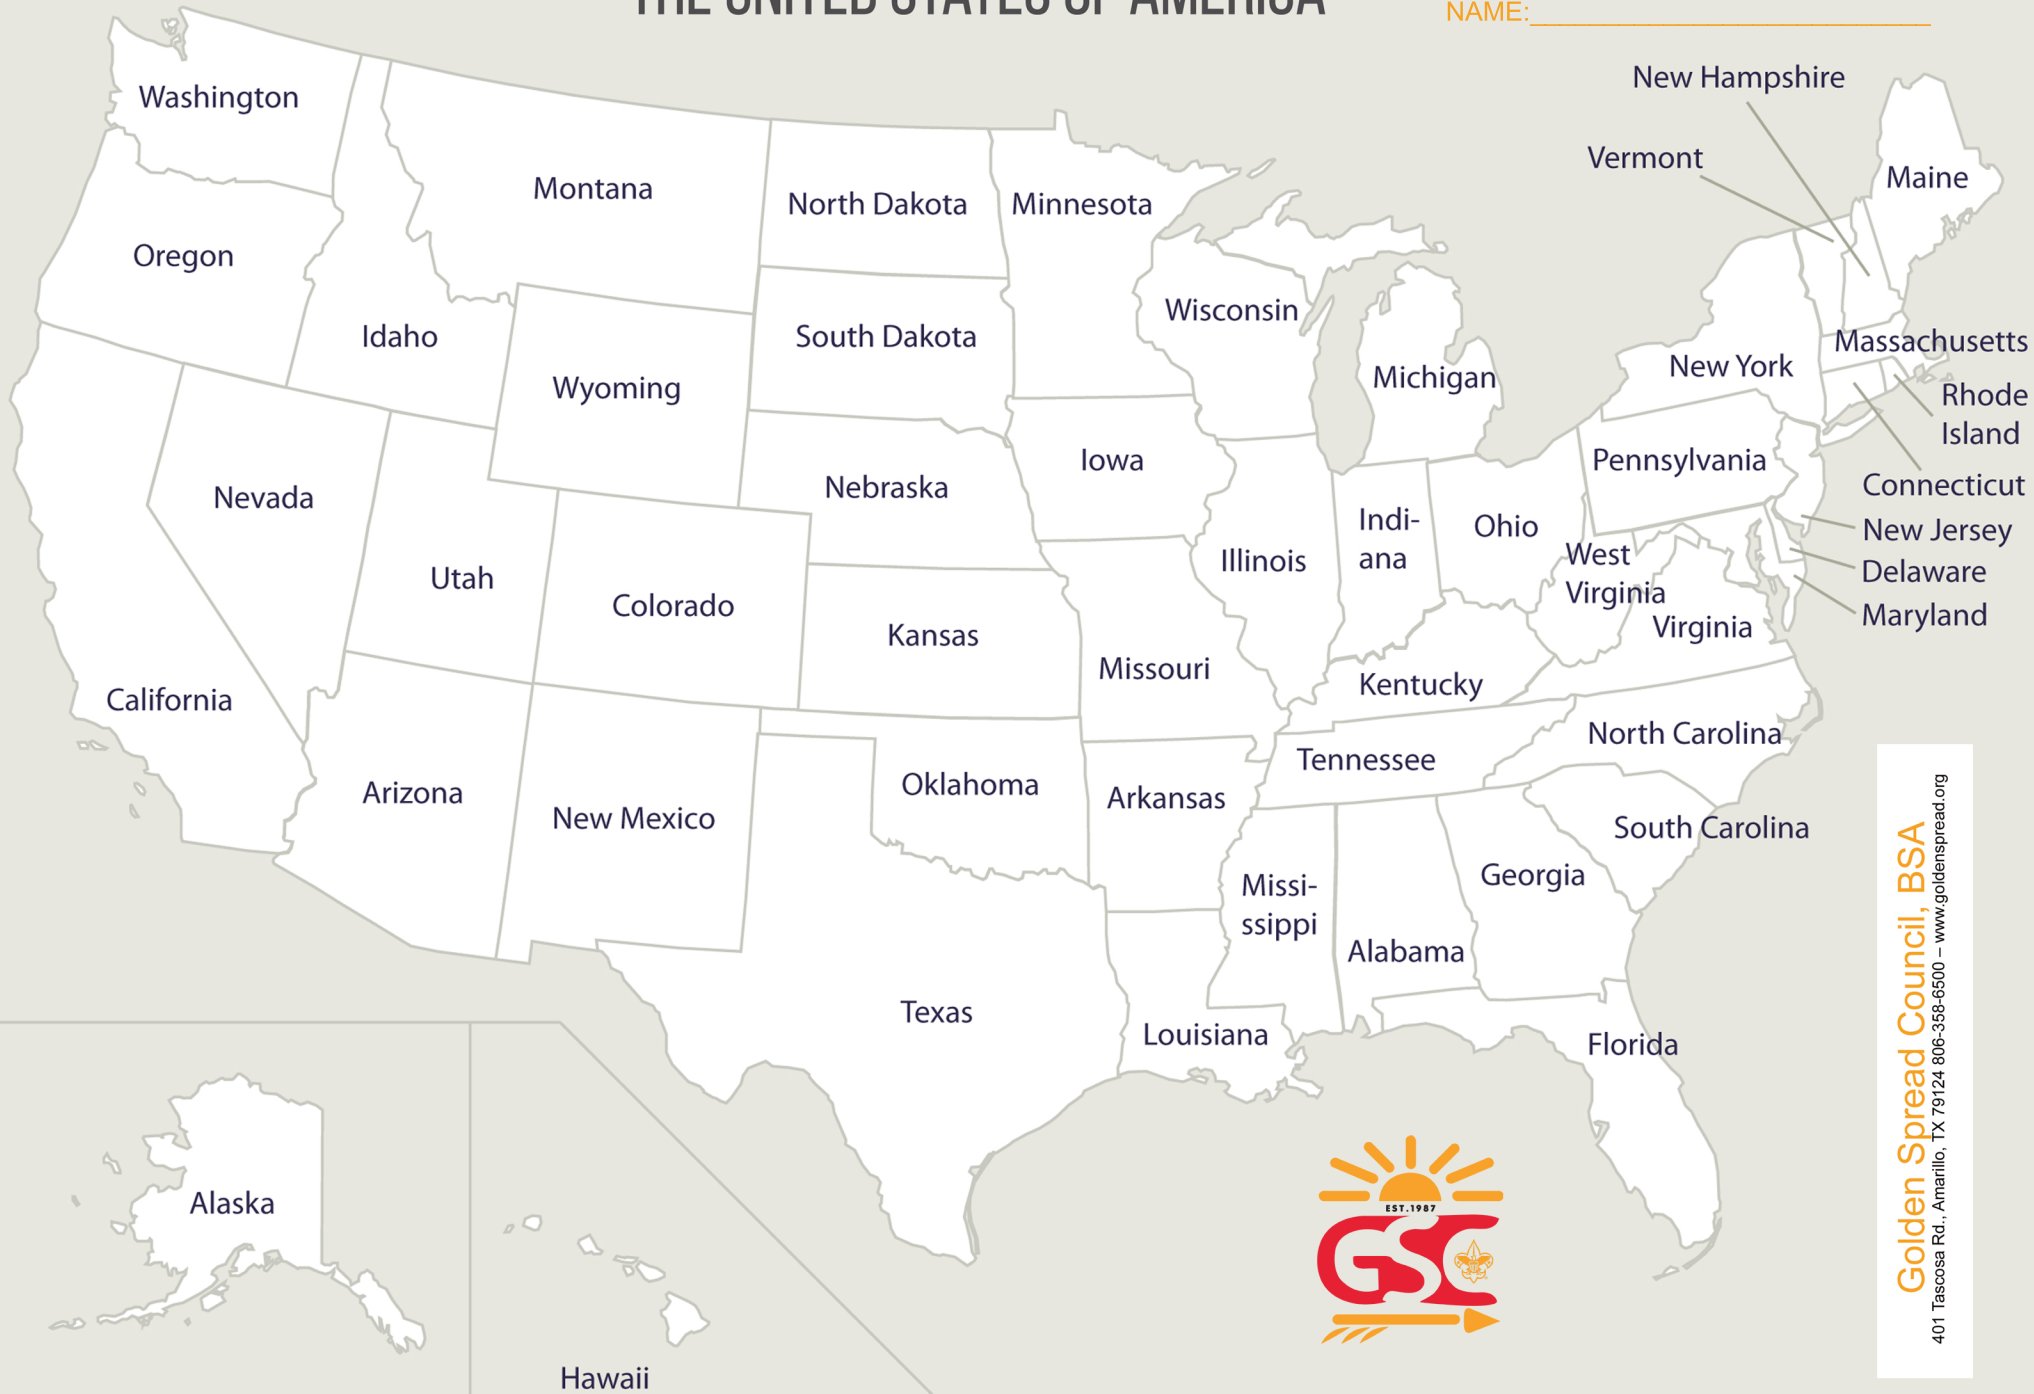 THE UNITED STATES OF AMERICA
NAME:
New Hampshire
Vermont
Maine
Washington
Montana
North Dakota
Minnesota
Oregon
Idaho
Wyoming
South Dakota
Wisconsin
Michigan
New York
Massachusetts
Rhode
Island
Connecticut
New Jersey
Delaware
Maryland
Pennsylvania
Iowa
Nebraska
Nevada
Utah
Colorado
Kansas
Illinois
Indi-
ana
Ohio
West
Virginia
Virginia
California
Missouri
Kentucky
Arizona
New Mexico
Oklahoma
Arkansas
Tennessee
North Carolina
South Carolina
Missi-
ssippi
Georgia
Alabama
Texas
Louisiana
Florida
Alaska
Hawaii
EST.1987
GSC
Golden Spread Council, BSA
401 Tascosa Rd., Amarillo, TX 79124 806-358-6500 – www.goldenspread.org